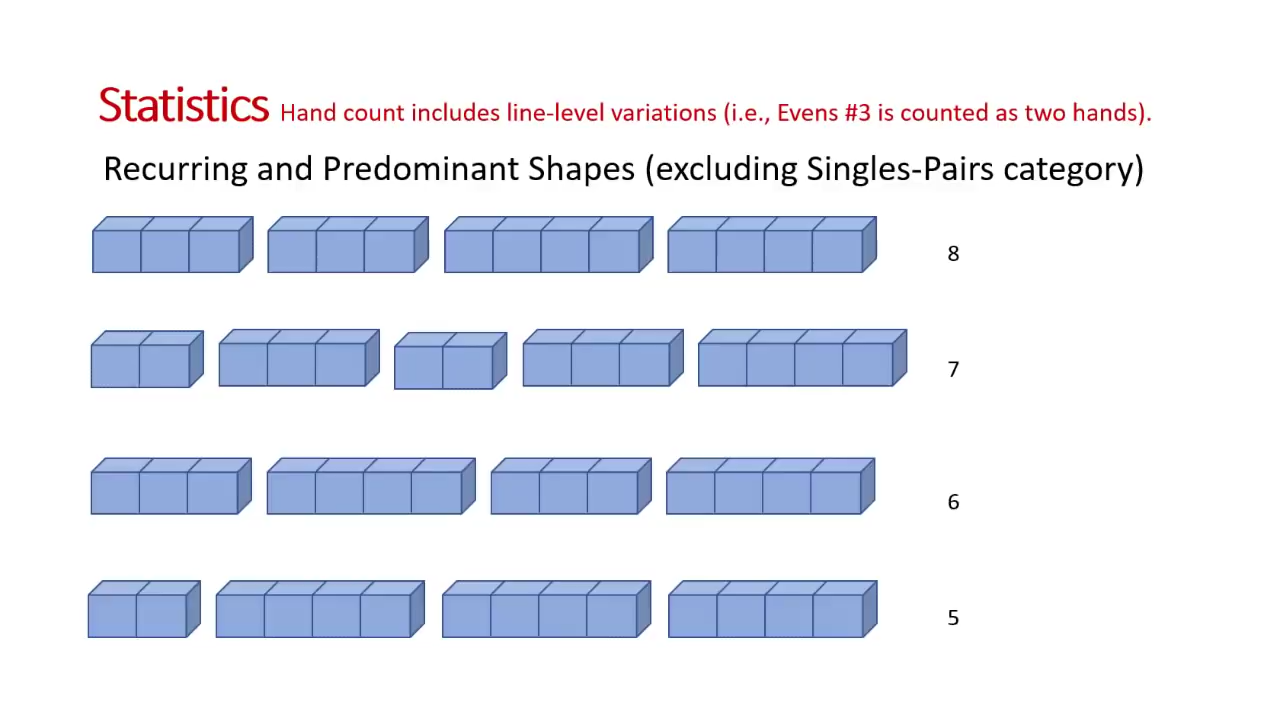 Statistics Hand count includes line-level variations (i.e., Evens #3 is counted as two hands).
Recurring and Predominant Shapes (excluding Singles-Pairs category)
8
7
6
5